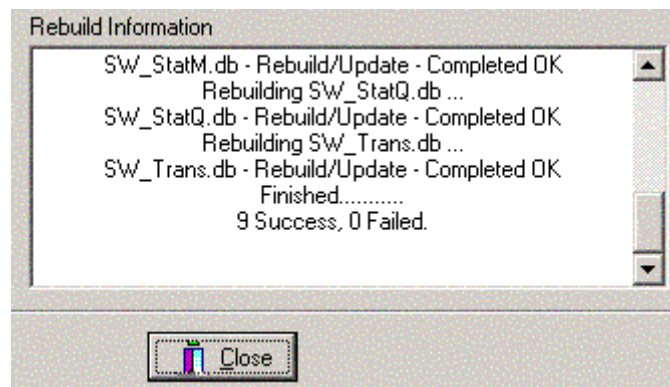 Rebuild Information
SW_StatM.db - Rebuild/Update - Completed OK
Rebuilding SW_StatQ.db ...
SW_StatQ.db - Rebuild/Update - Completed OK
Rebuilding SW_Trans.db ...
SW_Trans.db - Rebuild/Update - Completed OK
Finished...........
9 Success, 0 Failed.
Close